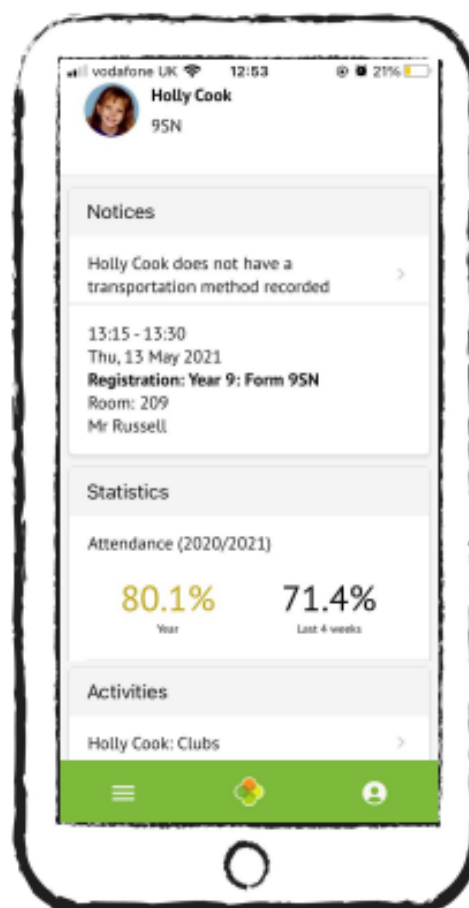 vodafone UK 12:53 21%
Holly Cook
9SN
Notices
Holly Cook does not have a
transportation method recorded
13:15 - 13:30
Thu, 13 May 2021
Registration: Year 9: Form 9SN
Room: 209
Mr Russell
Statistics
Attendance (2020/2021)
80.1% 71.4%
Year Last 4 weeks
Activities
Holly Cook: Clubs